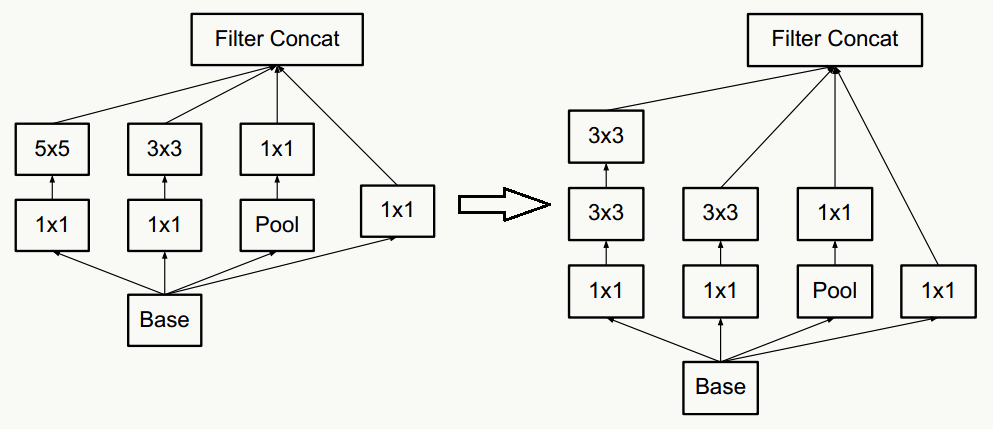 Filter Concat
5x5
3x3
1x1
1x1
1x1
Pool
1x1
Base
Filter Concat
3x3
3x3
3x3
1x1
1x1
1x1
Pool
1x1
Base